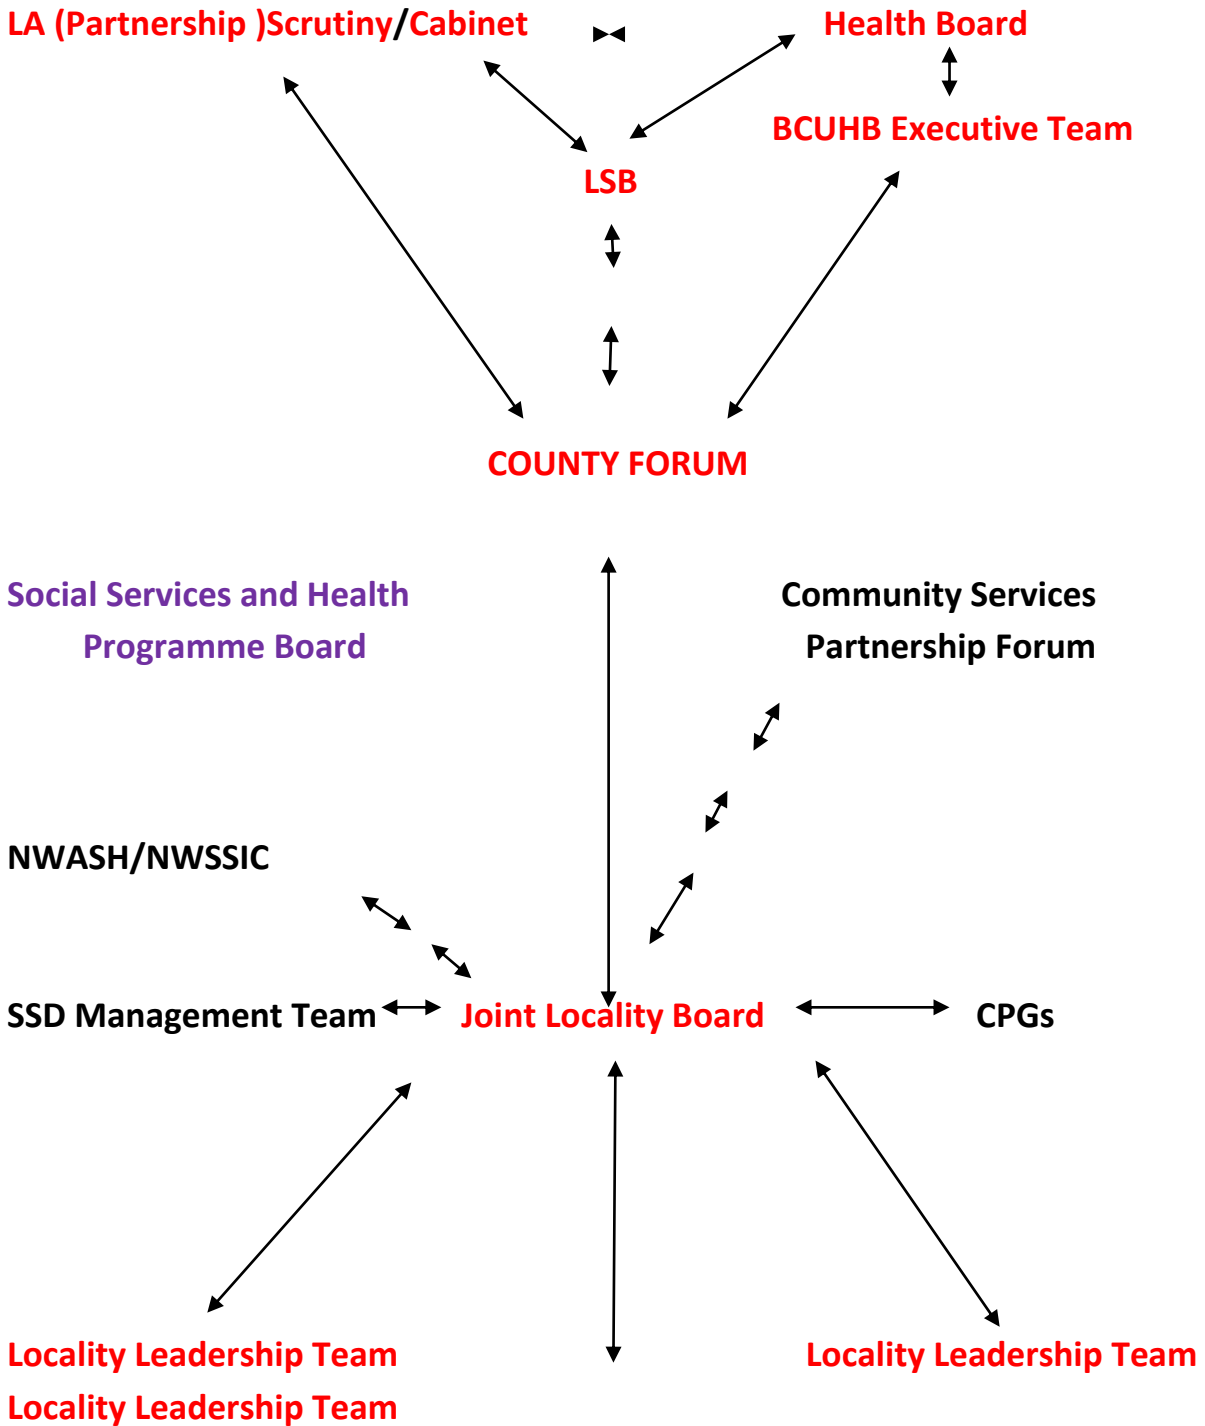 LA (Partnership )Scrutiny/Cabinet Health Board
BCUHB Executive Team
LSB
COUNTY FORUM
Social Services and Health Community Services
Programme Board Partnership Forum
NWASH/NWSSIC
SSD Management Team Joint Locality Board CPGs
Locality Leadership Team Locality Leadership Team
Locality Leadership Team